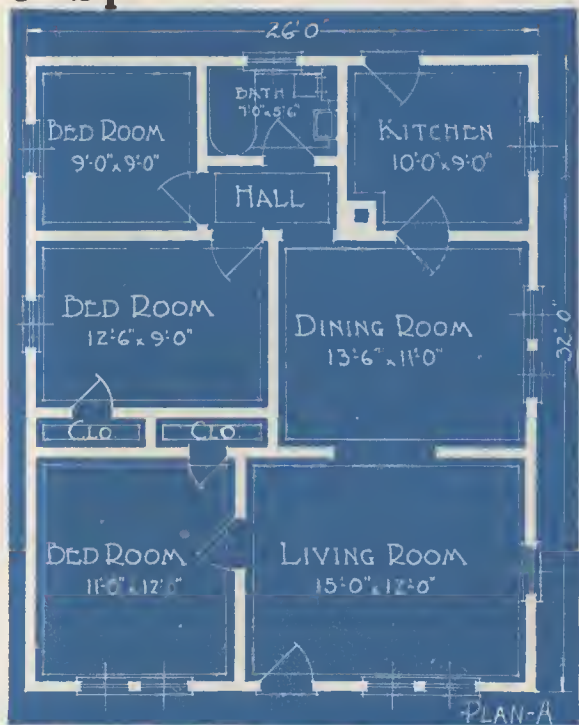 26'0"
BATH
7'0"x5'6"
BED ROOM
9'-0"x9'-0"
KITCHEN
10'0"x9'0"
HALL
BED ROOM
12'-6"x9'-0"
DINING ROOM
13'-6"x11'-0"
32'-0"
CLO
CLO
BED ROOM
11'-0"x12'0"
LIVING ROOM
15'-0"x12'-0"
PLAN-A